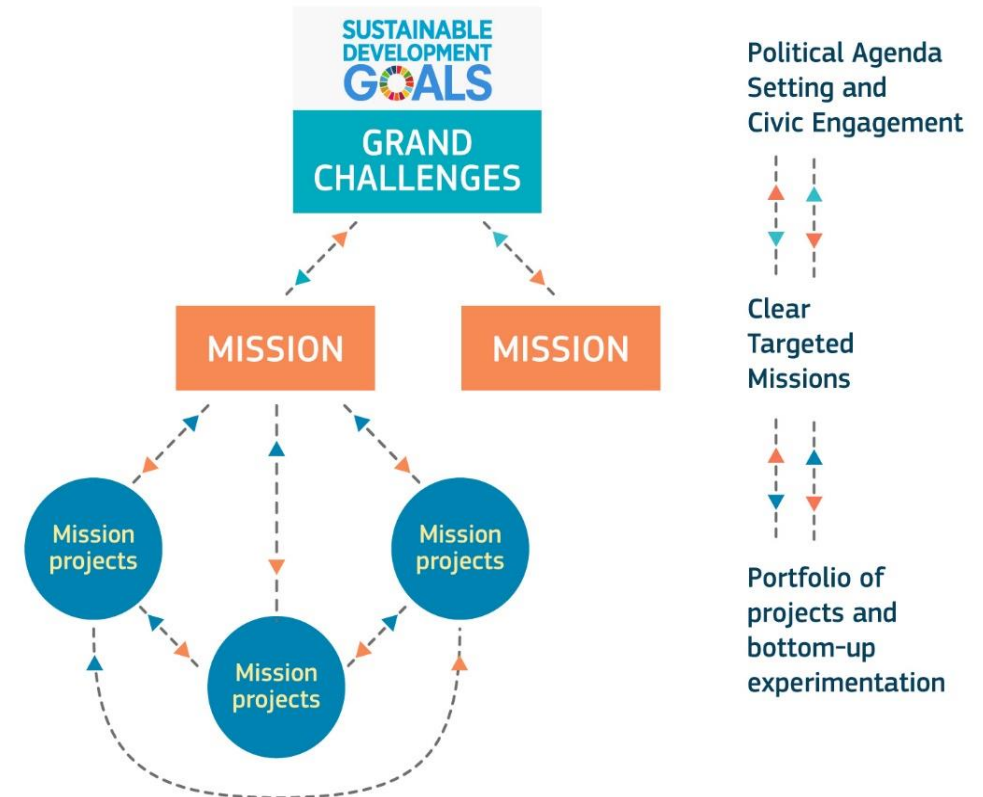 SUSTAINABLE
DEVELOPMENT
GOALS
GRAND
CHALLENGES
MISSION
MISSION
Mission
projects
Mission
projects
Mission
projects
Political Agenda
Setting and
Civic Engagement
Clear
Targeted
Missions
Portfolio of
projects and
bottom-up
experimentation